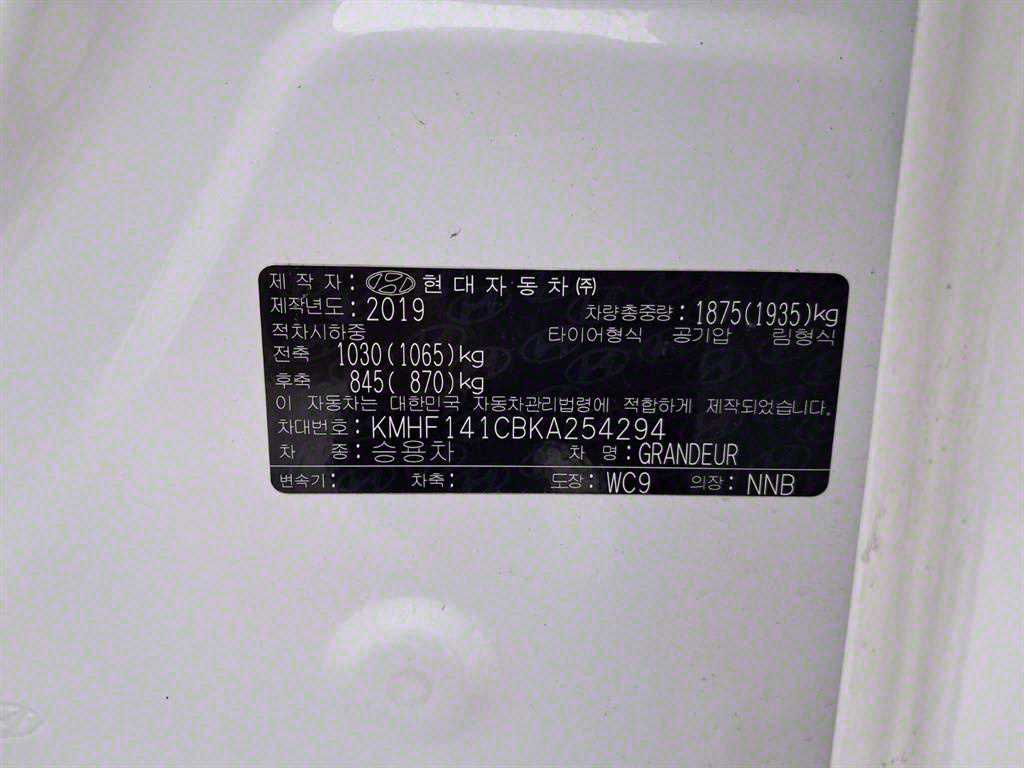 제 작 자 : 현대자동차㈜
제작년도 : 2019 차량총중량 : 1875(1935)kg
적차시하중 타이어형식 공기압 림형식
전축 1030(1065)kg
후축 845( 870)kg
이 자동차는 대한민국 자동차관리법령에 적합하게 제작되었습니다.
차대번호 : KMHF141CBKA254294
차 종 : 승용차 차 명 : GRANDEUR
변속기 : 차축 : 도장 : WC9 의장 : NNB